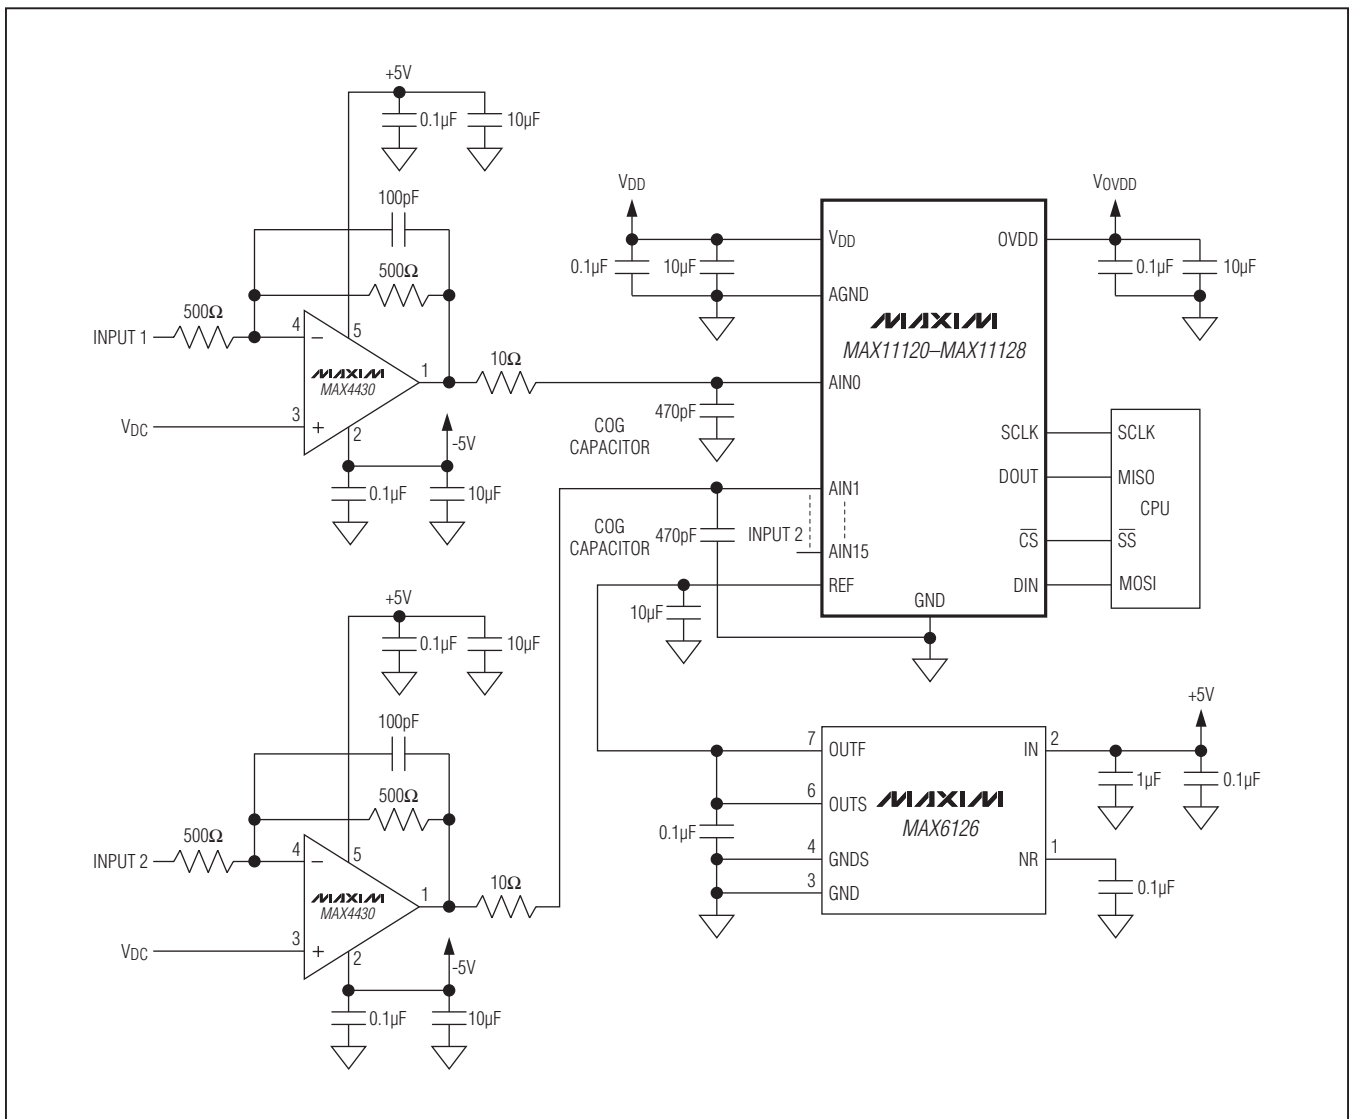 +5V
0.1µF
10µF
100pF
500Ω
500Ω
INPUT 1
4
−
5
MAXIM
MAX4430
1
10Ω
3
+
VDC
2
-5V
0.1µF
10µF
VDD
0.1µF
10µF
VDD
AGND
OVDD
VOVDD
0.1µF
10µF
MAXIM
MAX11120–MAX11128
AIN0
470pF
COG
CAPACITOR
SCLK
SCLK
DOUT
MISO
CPU
CS
SS
DIN
MOSI
AIN1
COG
CAPACITOR
470pF
INPUT 2
AIN15
REF
10µF
GND
+5V
0.1µF
10µF
100pF
500Ω
500Ω
INPUT 2
4
−
5
MAXIM
MAX4430
1
10Ω
3
+
VDC
2
-5V
0.1µF
10µF
7
OUTF
6
OUTS
0.1µF
4
GNDS
3
GND
MAXIM
MAX6126
IN
2
+5V
1µF
0.1µF
NR
1
0.1µF